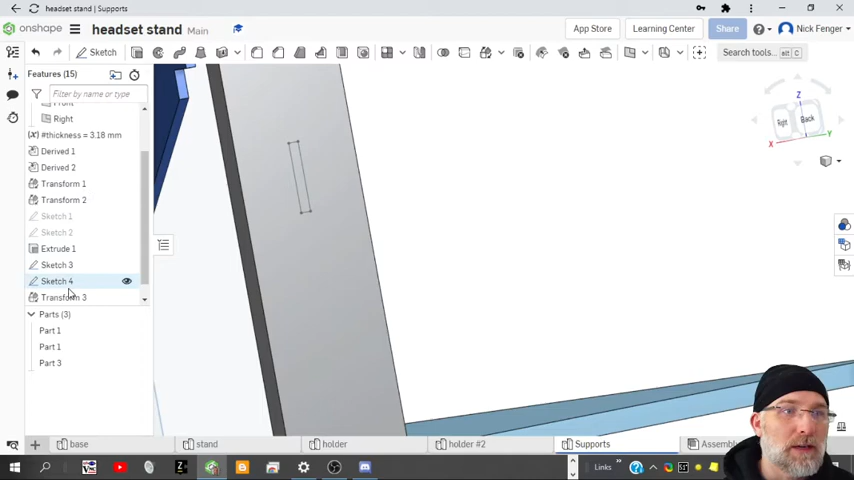 headset stand | Supports
onshape
headset stand Main
App Store
Learning Center
Share
Nick Fenger
Sketch
Search tools...
Features (15)
Filter by name or type
Front
Right
#thickness = 3.18 mm
Derived 1
Derived 2
Transform 1
Transform 2
Sketch 1
Sketch 2
Extrude 1
Sketch 3
Sketch 4
Transform 3
Parts (3)
Part 1
Part 1
Part 3
Z
Right
Back
X
Y
base
stand
holder
holder #2
Supports
Links